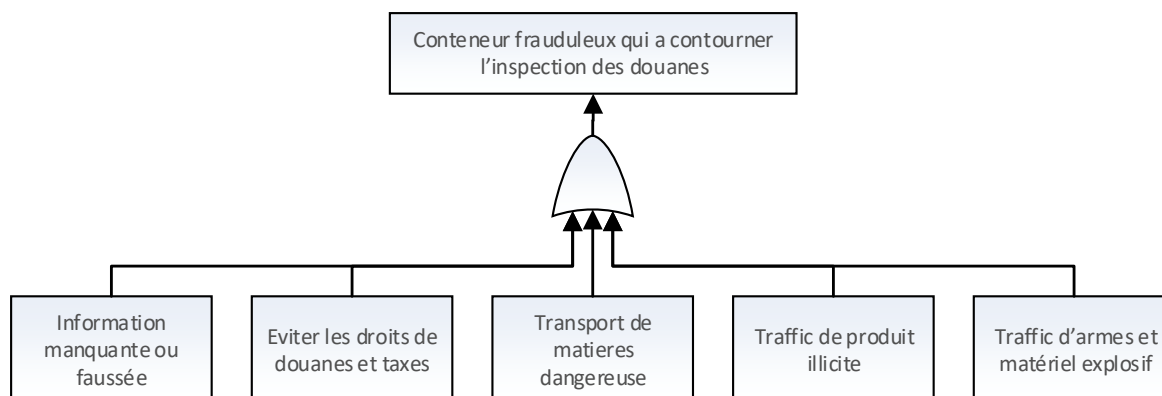 Conteneur frauduleux qui a contourner
l’inspection des douanes
Information
manquante ou
faussée
Eviter les droits de
douanes et taxes
Transport de
matieres
dangereuse
Traffic de produit
illicite
Traffic d’armes et
matériel explosif